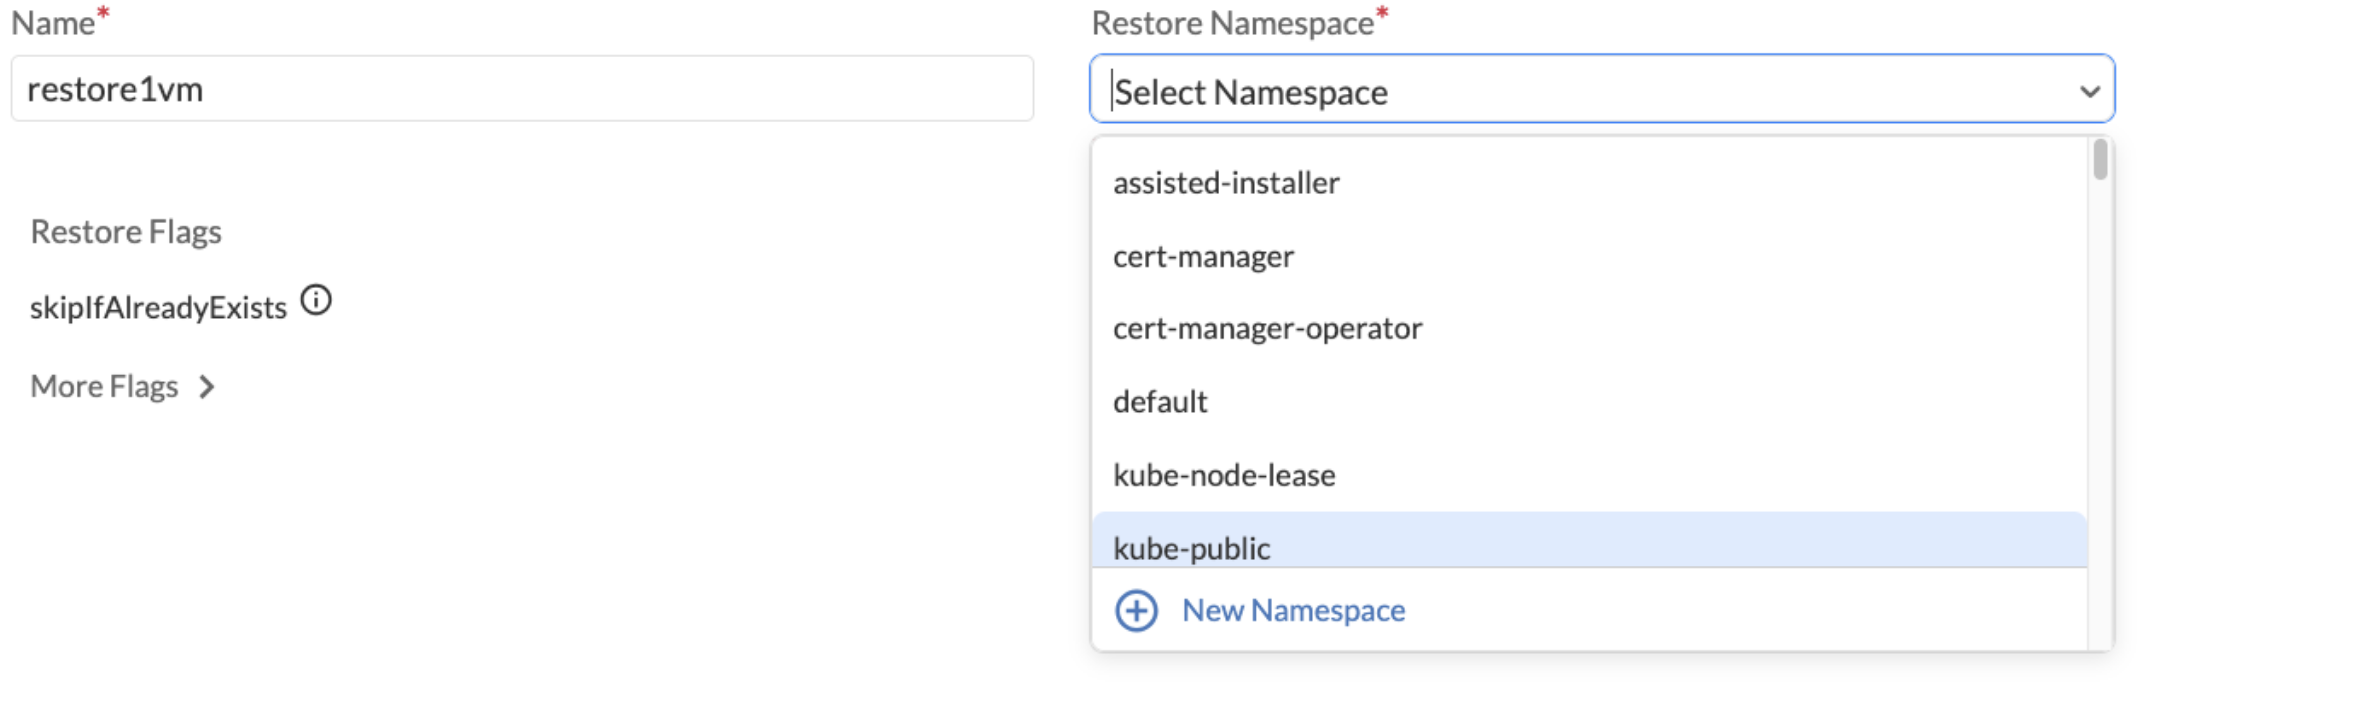 Name*
restore1vm
Restore Flags
skipIfAlreadyExists
More Flags
Restore Namespace*
Select Namespace
assisted-installer
cert-manager
cert-manager-operator
default
kube-node-lease
kube-public
New Namespace